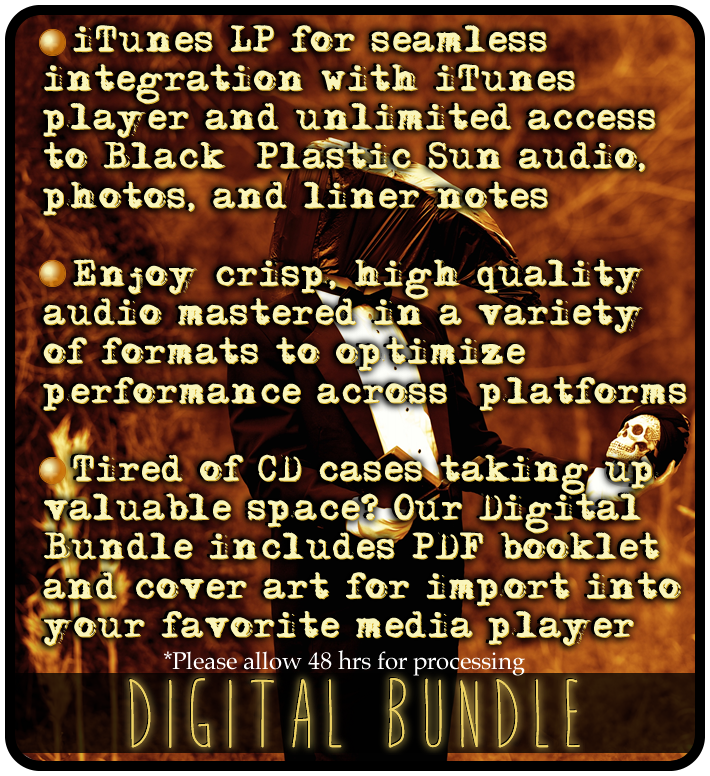 iTunes LP for seamless
integration with iTunes
player and unlimited access
to Black Plastic Sun audio,
photos, and liner notes
Enjoy crisp, high quality
audio mastered in a variety
of formats to optimize
performance across platforms
Tired of CD cases taking up
valuable space? Our Digital
Bundle includes PDF booklet
and cover art for import into
your favorite media player
*Please allow 48 hrs for processing
DIGITAL BUNDLE